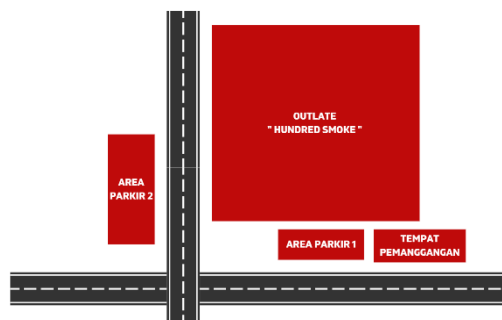 OUTLATE
" HUNDRED SMOKE "
AREA
PARKIR 2
AREA PARKIR 1
TEMPAT
PEMANGGANGAN